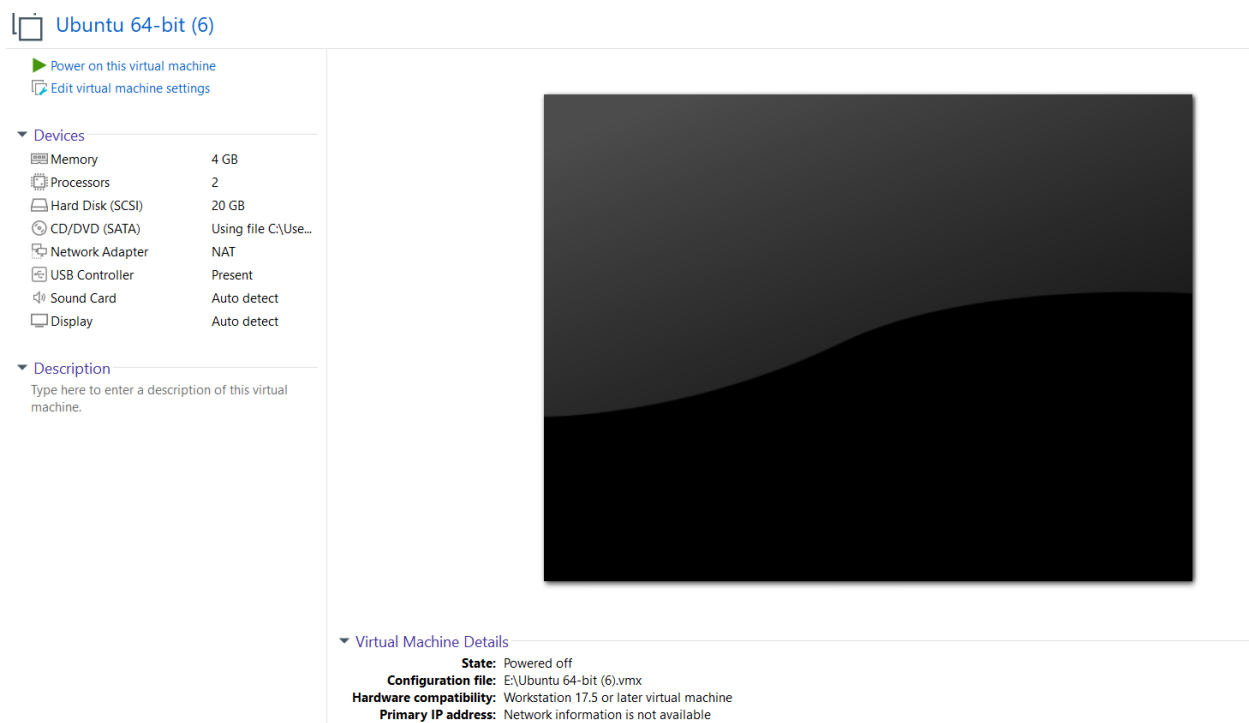 Ubuntu 64-bit (6)
Power on this virtual machine
Edit virtual machine settings
Devices
Memory 4 GB
Processors 2
Hard Disk (SCSI) 20 GB
CD/DVD (SATA) Using file C:\Use...
Network Adapter NAT
USB Controller Present
Sound Card Auto detect
Display Auto detect
Description
Type here to enter a description of this virtual
machine.
Virtual Machine Details
State: Powered off
Configuration file: E:\Ubuntu 64-bit (6).vmx
Hardware compatibility: Workstation 17.5 or later virtual machine
Primary IP address: Network information is not available